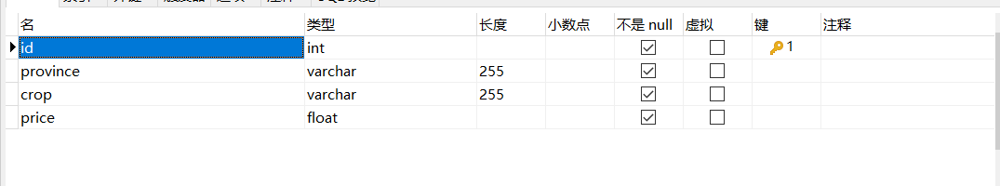 名 类型 长度 小数点 不是 null 虚拟 键 注释
id int 1
province varchar 255
crop varchar 255
price float